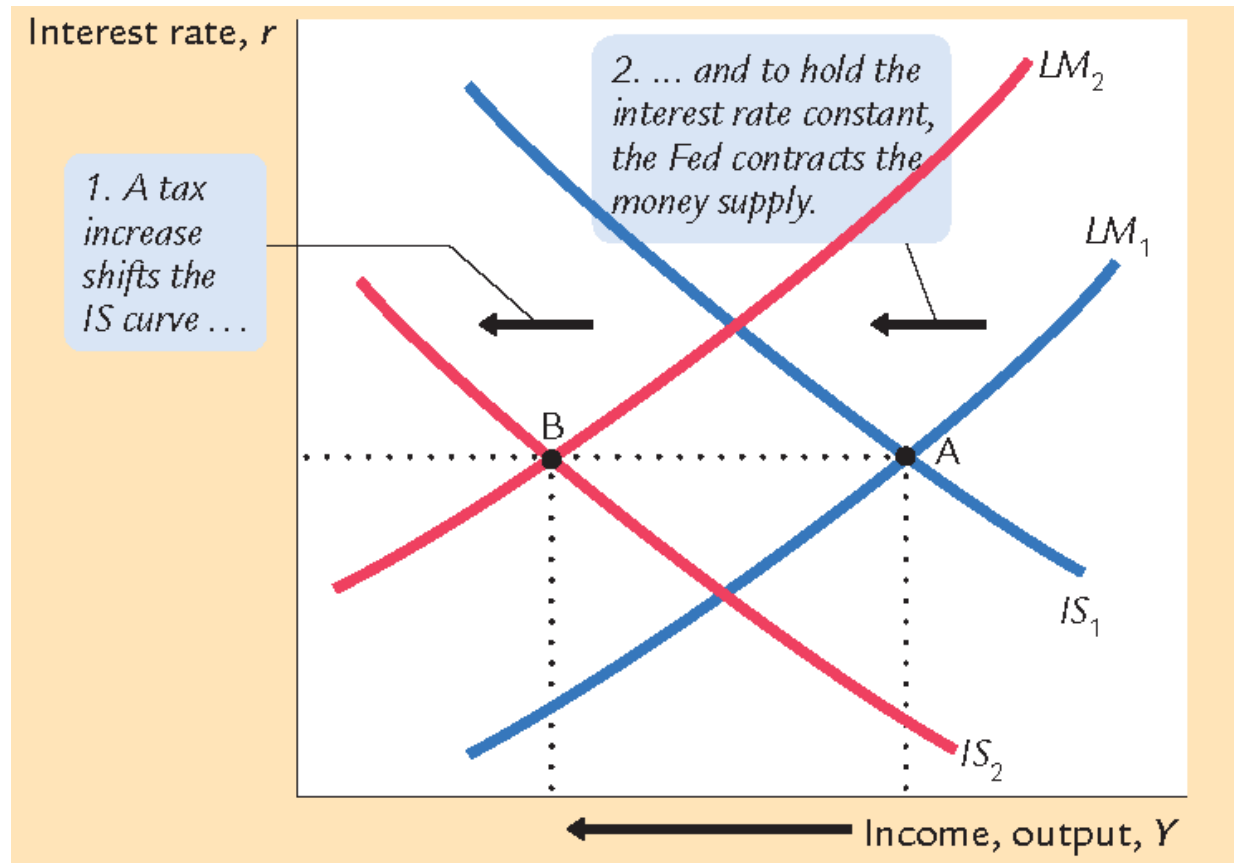 Interest rate, r
2. ... and to hold the
interest rate constant,
the Fed contracts the
money supply.
LM2
1. A tax
increase
shifts the
IS curve ...
LM1
B
A
IS1
IS2
Income, output, Y